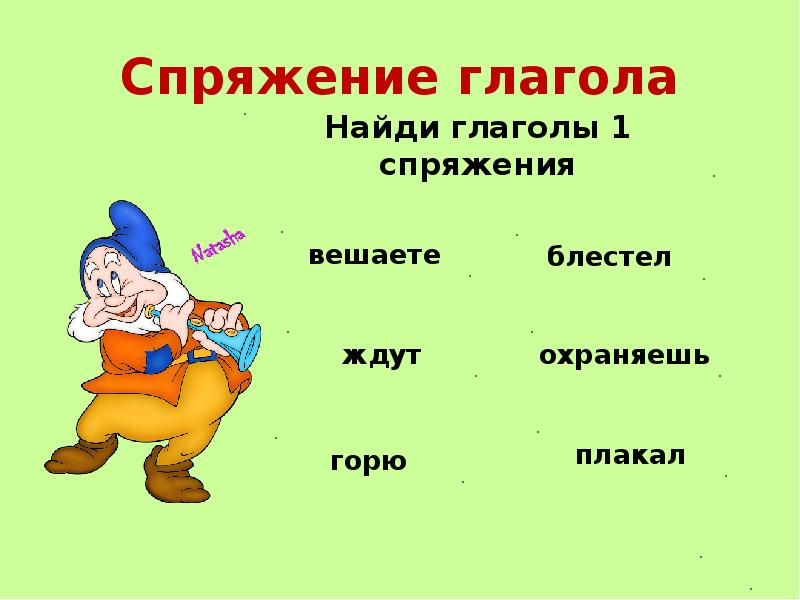 Спряжение глагола
Найди глаголы 1
спряжения
Natasha
вешаете
блестел
ждут
охраняешь
горю
плакал